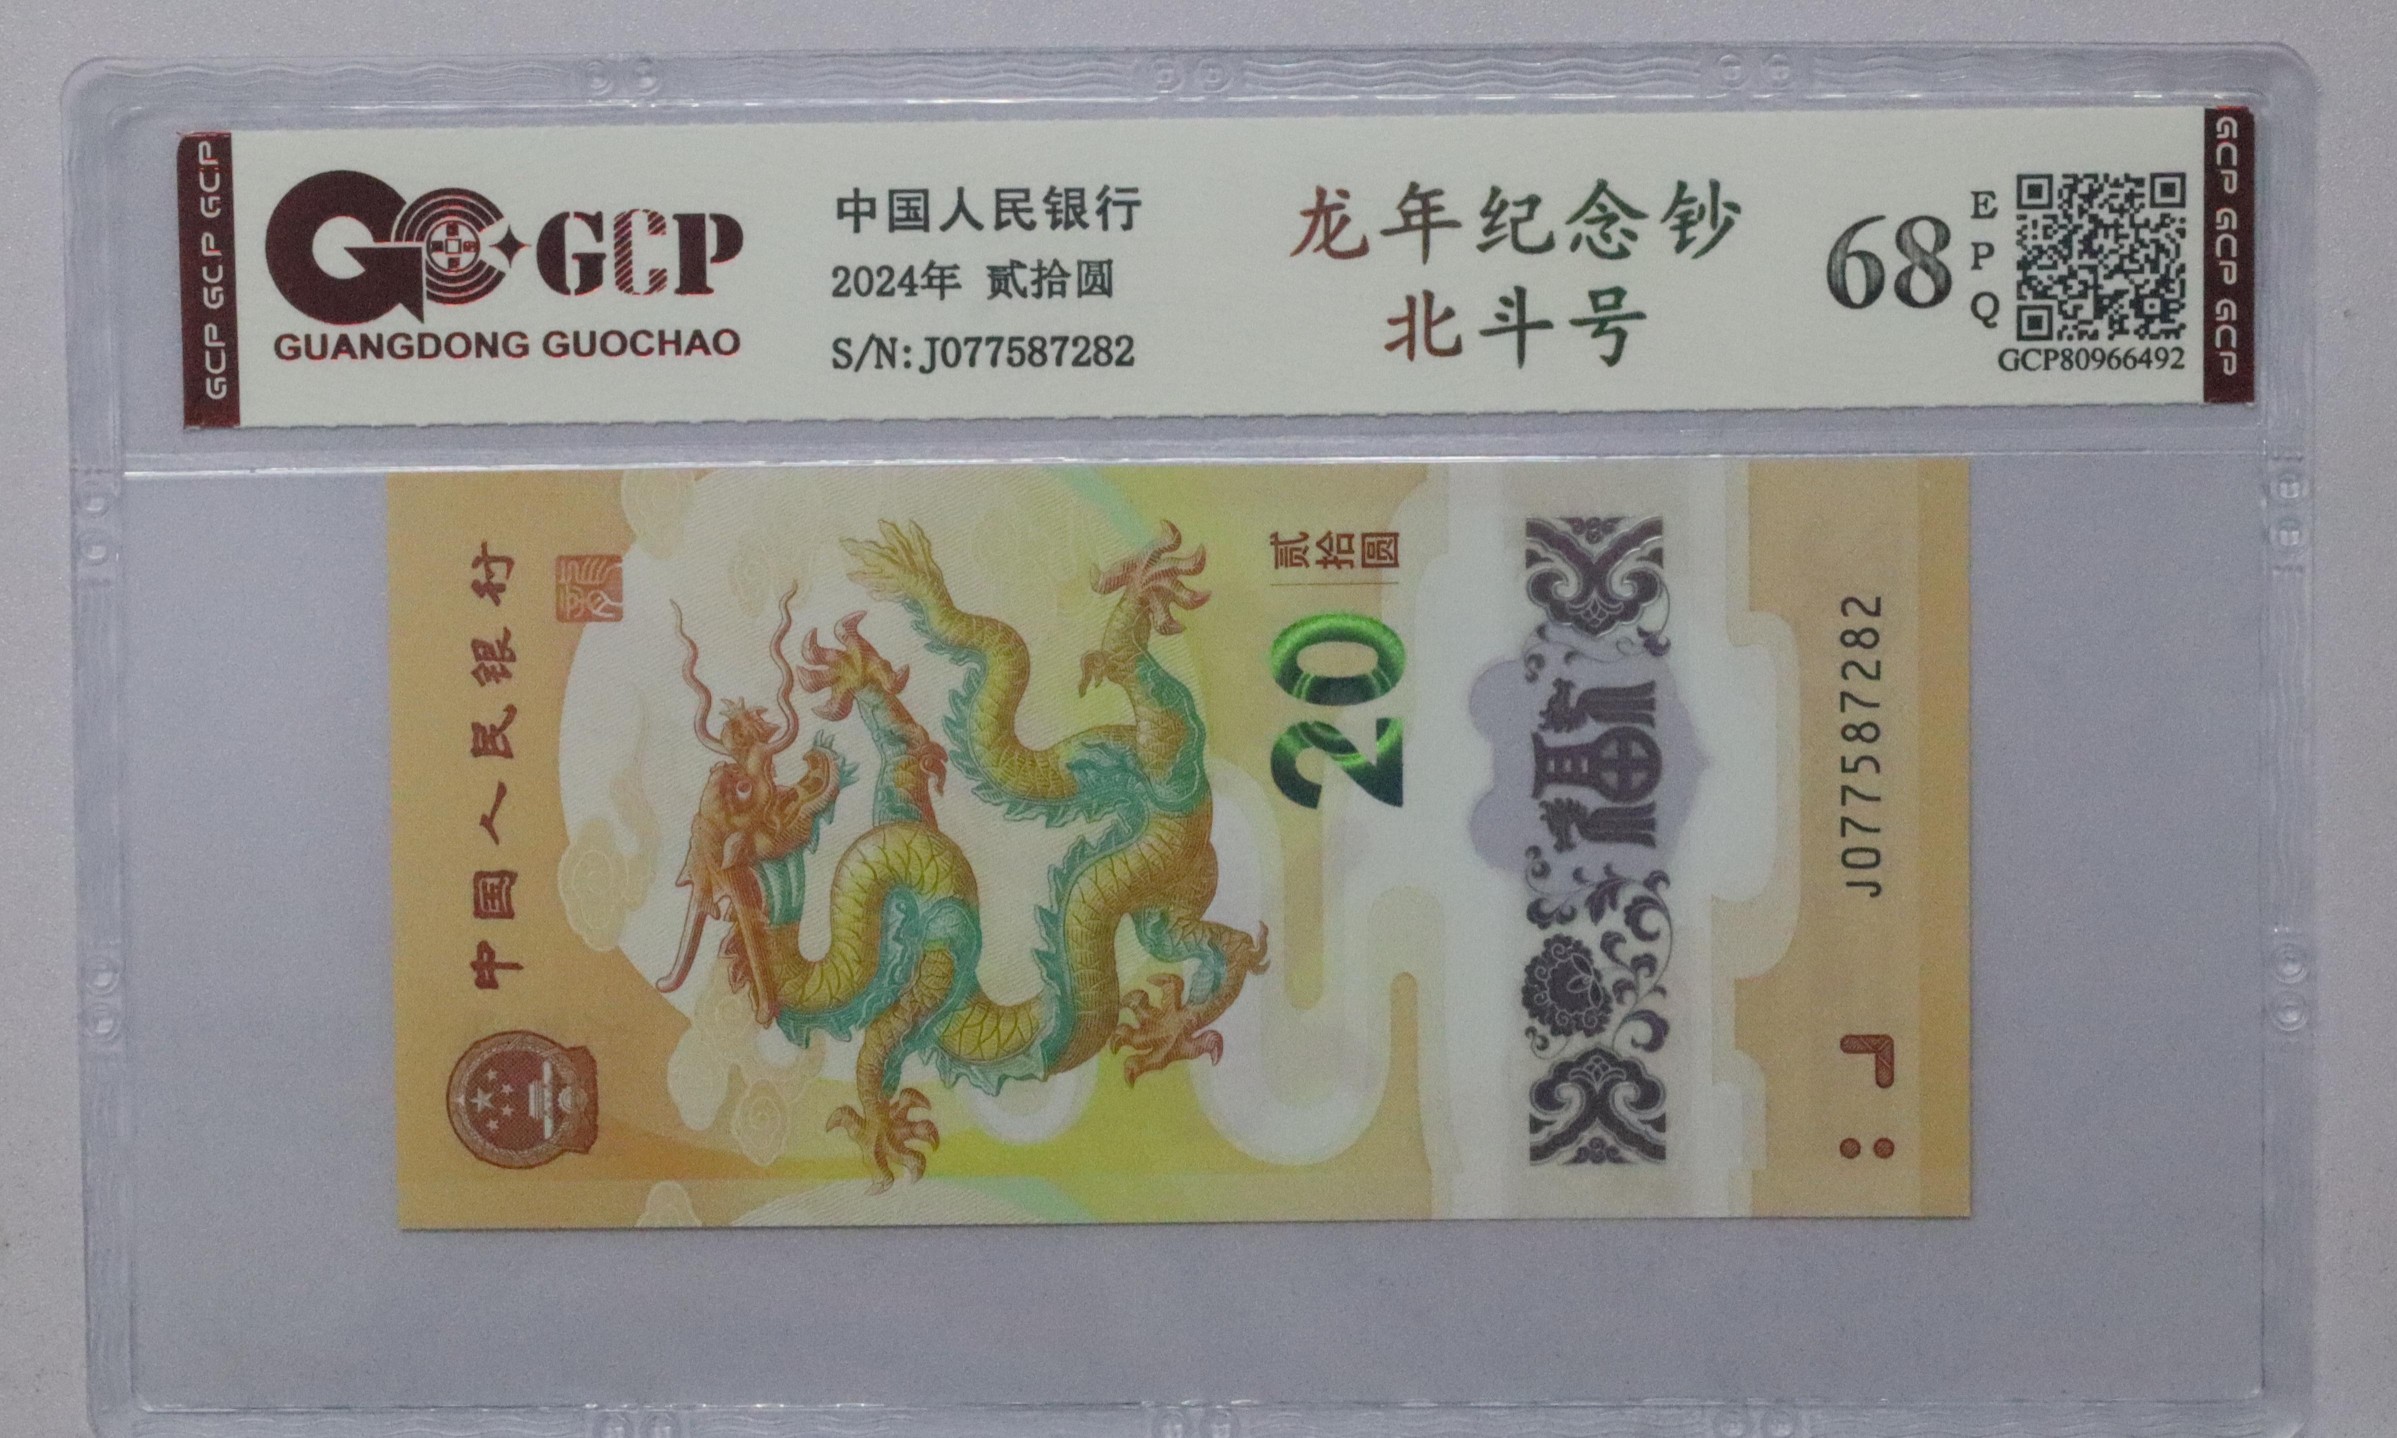 GCP GCP GCP
GCP
GUANGDONG GUOCHAO
中国人民银行
2024年 贰拾圆
S/N:J077587282
龙年纪念钞
北斗号
68
EPQ
GCP80966492
GCP GCP GCP
中国人民银行
贰拾圆
20
J077587282